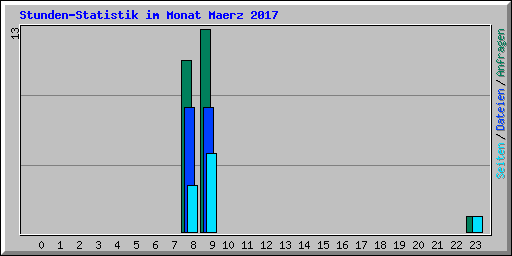 Stunden-Statistik im Monat Maerz 2017
13
Seiten/Dateien/Anfragen
0 1 2 3 4 5 6 7 8 9 10 11 12 13 14 15 16 17 18 19 20 21 22 23